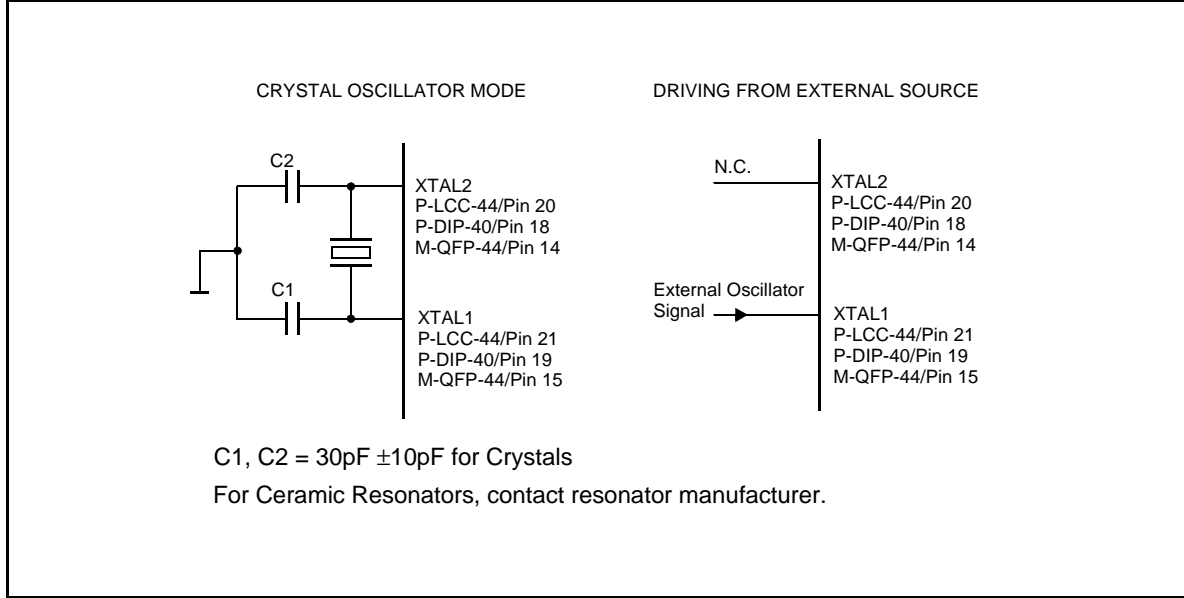 CRYSTAL OSCILLATOR MODE
C2
XTAL2
P-LCC-44/Pin 20
P-DIP-40/Pin 18
M-QFP-44/Pin 14
C1
XTAL1
P-LCC-44/Pin 21
P-DIP-40/Pin 19
M-QFP-44/Pin 15
DRIVING FROM EXTERNAL SOURCE
N.C.
XTAL2
P-LCC-44/Pin 20
P-DIP-40/Pin 18
M-QFP-44/Pin 14
External Oscillator
Signal
XTAL1
P-LCC-44/Pin 21
P-DIP-40/Pin 19
M-QFP-44/Pin 15
C1, C2 = 30pF ±10pF for Crystals
For Ceramic Resonators, contact resonator manufacturer.